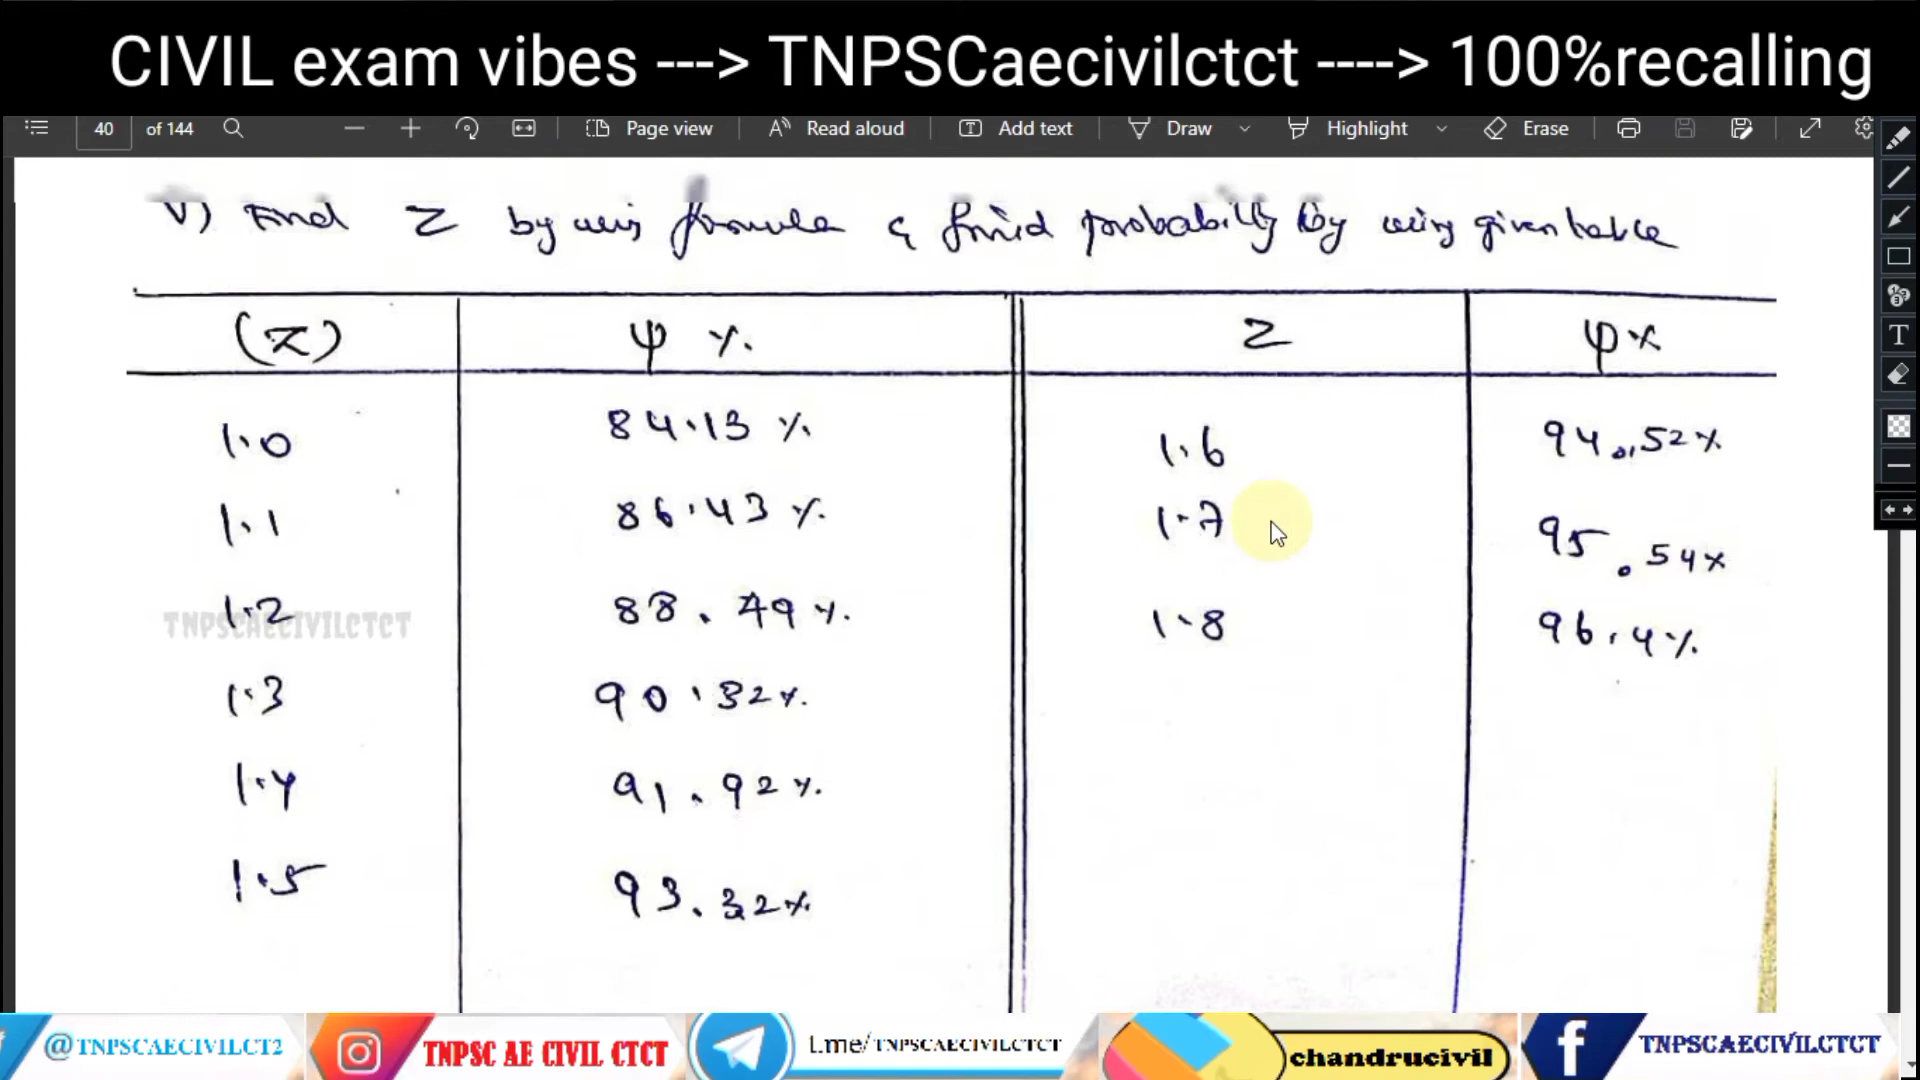 CIVIL exam vibes ---> TNPSCaecivilctct ----> 100%recalling
40 of 144 Page view Read aloud Add text Draw Highlight Erase
V) Find Z by using formula & find probability by using given table
(Z) ψ % Z ψ %
1.0 84.13 % 1.6 94.52 %
1.1 86.43 % 1.7 95.54 %
1.2 88.49 % 1.8 96.4 %
TNPSCAECIVILCTCT
1.3 90.32 %
1.4 91.92 %
1.5 93.32 %
@TNPSCAECIVILCT2 TNPSC AE CIVIL CTCT t.me/TNPSCAECIVILCTCT chandrucivil TNPSCAECIVILCTCT